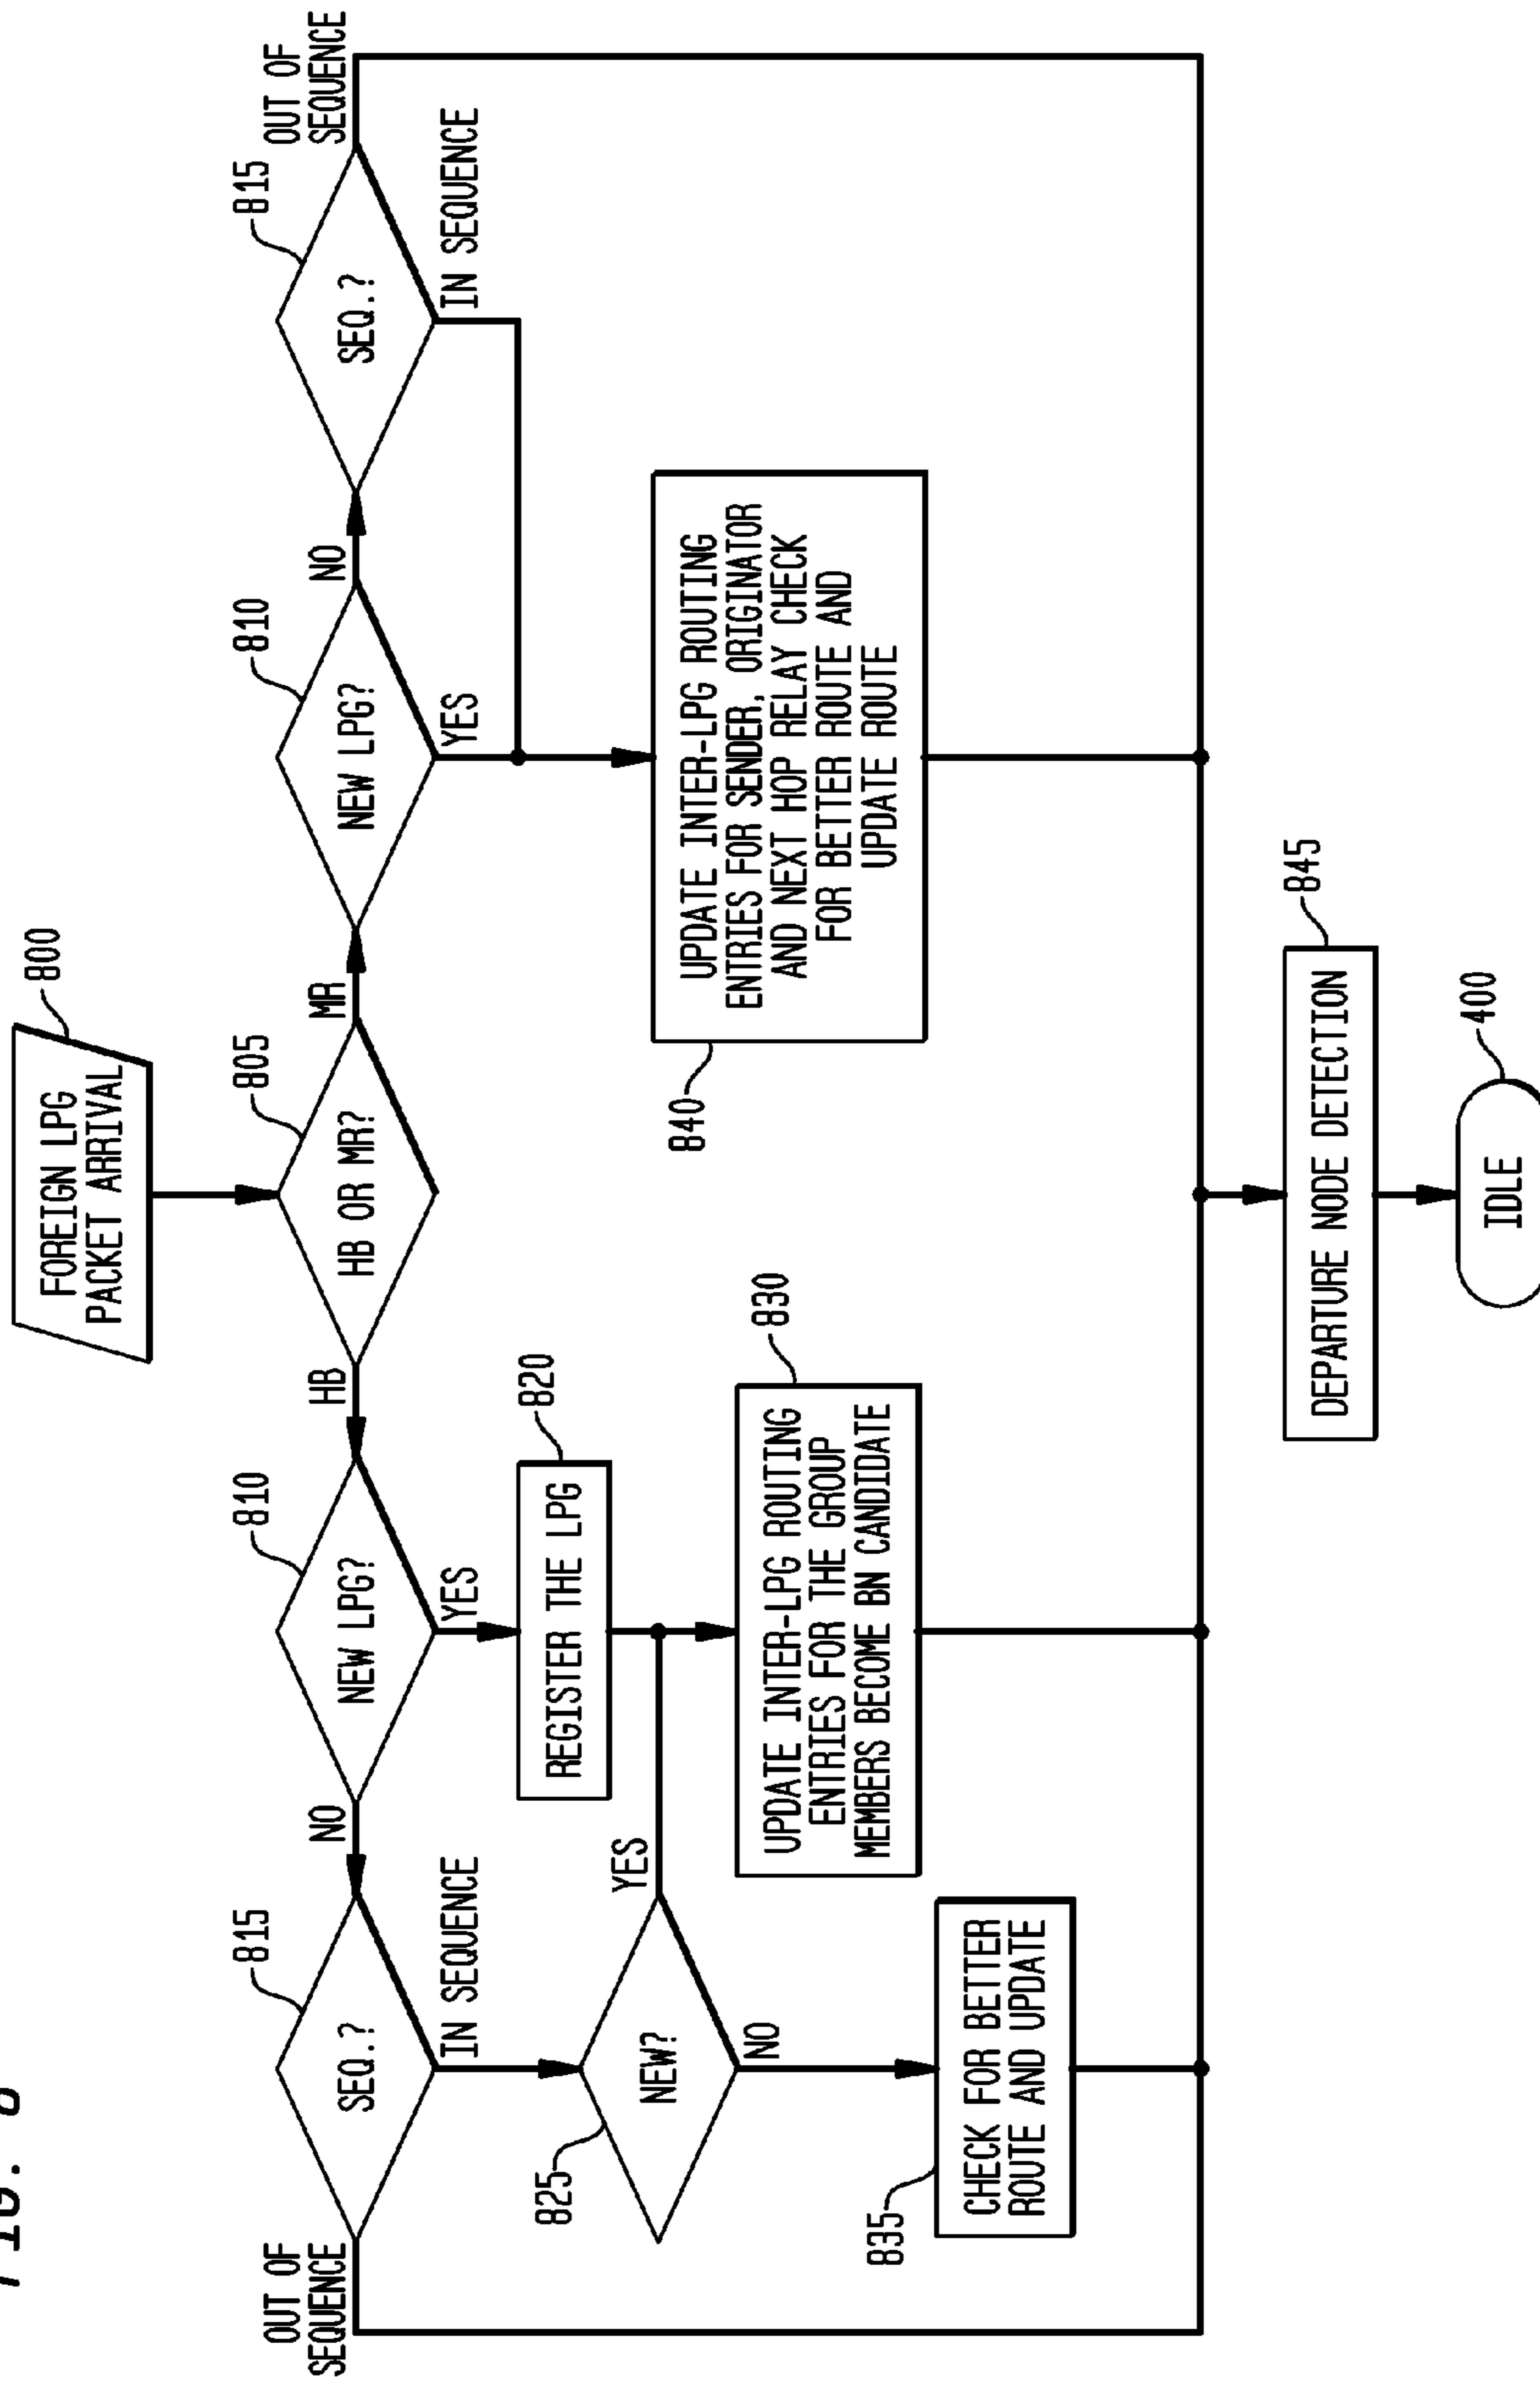 FIG. 8
FOREIGN LPG
PACKET ARRIVAL
800
805
HB OR MR?
HB
MR
810
NEW LPG?
NO
YES
815
SEQ.?
OUT OF
SEQUENCE
IN SEQUENCE
820
REGISTER THE LPG
825
NEW?
YES
NO
830
UPDATE INTER-LPG ROUTING
ENTRIES FOR THE GROUP
MEMBERS BECOME BN CANDIDATE
835
CHECK FOR BETTER
ROUTE AND UPDATE
810
NEW LPG?
NO
YES
815
SEQ.?
OUT OF
SEQUENCE
IN SEQUENCE
840
UPDATE INTER-LPG ROUTING
ENTRIES FOR SENDER, ORIGINATOR
AND NEXT HOP RELAY CHECK
FOR BETTER ROUTE AND
UPDATE ROUTE
845
DEPARTURE NODE DETECTION
400
IDLE